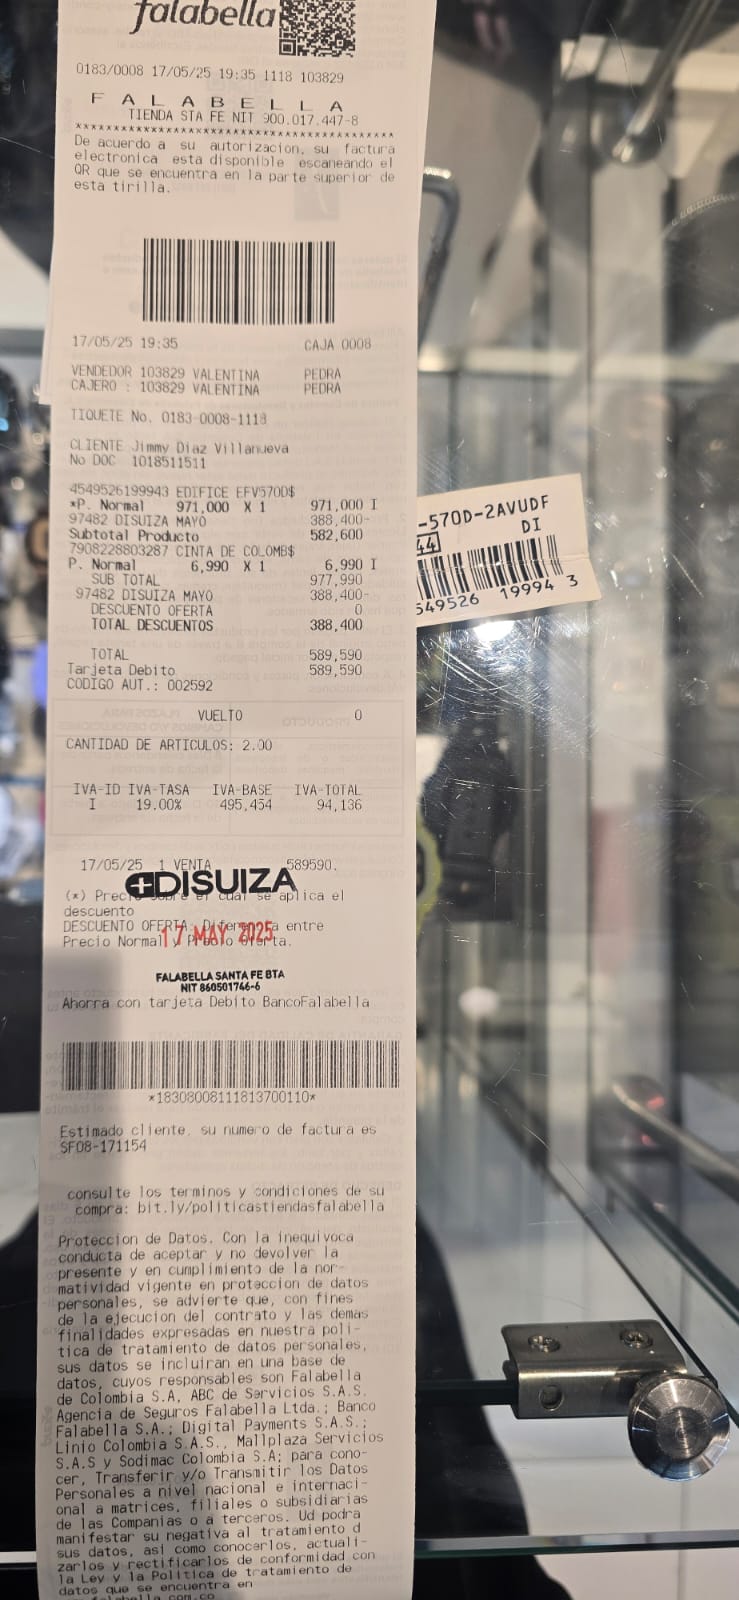 falabella
0183/0008 17/05/25 19:35 1118 103829
F A L A B E L L A
TIENDA STA FE NIT 900.017.447-8
****************************************
De acuerdo a su autorizacion, su factura
electronica esta disponible escaneando el
QR que se encuentra en la parte superior de
esta tirilla.
17/05/25 19:35 CAJA 0008
VENDEDOR 103829 VALENTINA PEDRA
CAJERO : 103829 VALENTINA PEDRA
TIQUETE No. 0183-0008-1118
CLIENTE Jimmy Diaz Villanueva
No DOC 1018511511
4549526199943 EDIFICE EFV570D$
*P. Normal 971,000 X 1 971,000 I
97482 DISUIZA MAYO 388,400-
Subtotal Producto 582,600
7908228803287 CINTA DE COLOMB$
P. Normal 6,990 X 1 6,990 I
SUB TOTAL 977,990
97482 DISUIZA MAYO 388,400-
DESCUENTO OFERTA 0
TOTAL DESCUENTOS 388,400
TOTAL 589,590
Tarjeta Debito 589,590
CODIGO AUT.: 002592
VUELTO 0
CANTIDAD DE ARTICULOS: 2.00
IVA-ID IVA-TASA IVA-BASE IVA-TOTAL
I 19.00% 495,454 94,136
17/05/25 1 VENTA 589590.
DISUIZA
(*) Precio sobre el cual se aplica el
descuento
DESCUENTO OFERTA: Diferencia entre
Precio Normal y Precio Oferta.
17 MAY 2025
FALABELLA SANTA FE BTA
NIT 860501746-6
Ahorra con tarjeta Debito BancoFalabella
*18308008111813700110*
Estimado cliente, su numero de factura es
SF08-171154
consulte los terminos y condiciones de su
compra: bit.ly/politicastiendasfalabella
Proteccion de Datos. Con la inequivoca
conducta de aceptar y no devolver la
presente y en cumplimiento de la nor-
matividad vigente en proteccion de datos
personales, se advierte que, con fines
de la ejecucion del contrato y las demas
finalidades expresadas en nuestra poli-
tica de tratamiento de datos personales,
sus datos se incluiran en una base de
datos, cuyos responsables son Falabella
de Colombia S.A, ABC de Servicios S.A.S.
Agencia de Seguros Falabella Ltda.; Banco
Falabella S.A.; Digital Payments S.A.S.;
Linio Colombia S.A.S., Mallplaza Servicios
S.A.S y Sodimac Colombia S.A; para cono-
cer, Transferir y/o Transmitir los Datos
Personales a nivel nacional e internaci-
onal a matrices, filiales o subsidiarias
de las Companias o a terceros. Ud podra
manifestar su negativa al tratamiento d
sus datos, asi como conocerlos, actuali-
zarlos y rectificarlos de conformidad con
la Ley y la Politica de tratamiento de
datos que se encuentra en
-570D-2AVUDF
DI
44
549526 19994 3